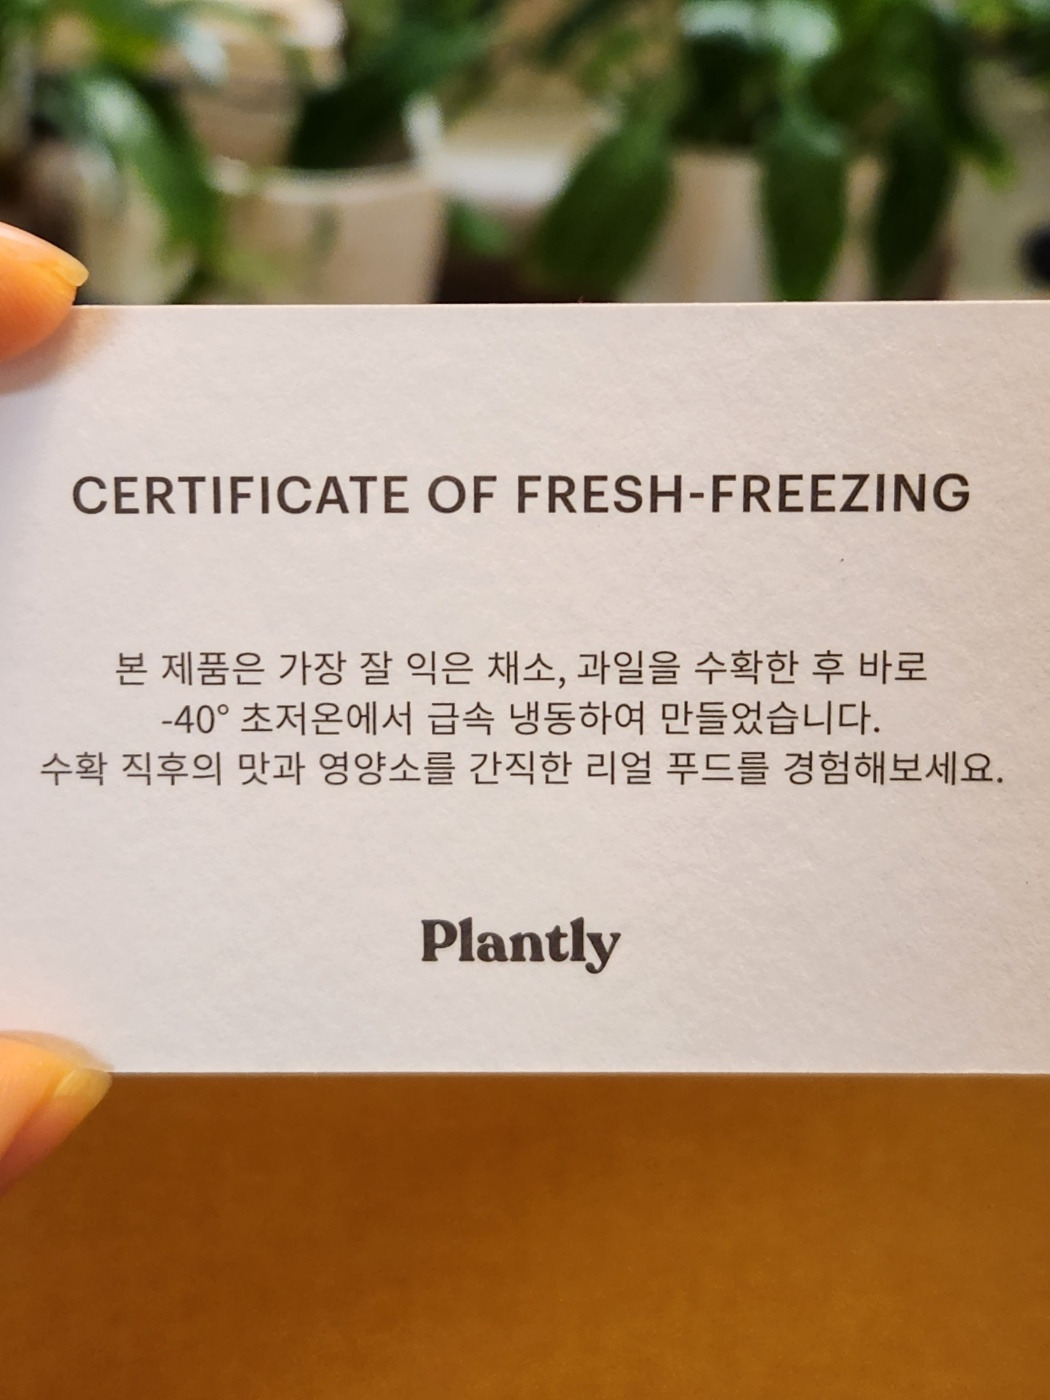 CERTIFICATE OF FRESH-FREEZING
본 제품은 가장 잘 익은 채소, 과일을 수확한 후 바로
-40° 초저온에서 급속 냉동하여 만들었습니다.
수확 직후의 맛과 영양소를 간직한 리얼 푸드를 경험해보세요.
Plantly